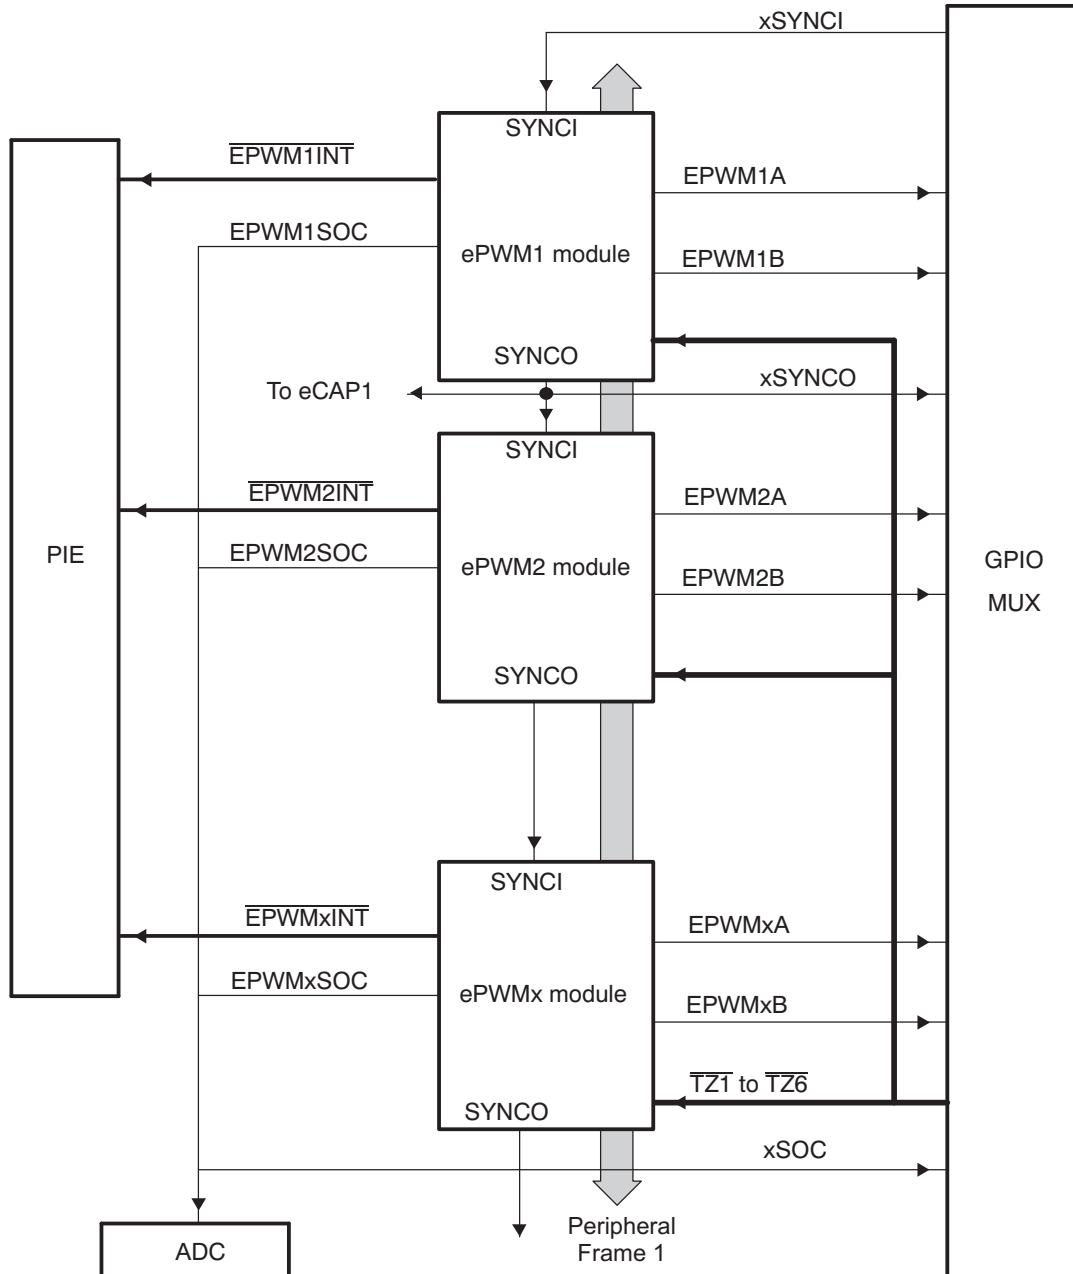 xSYNCI
SYNCI
EPWM1INT
EPWM1A
EPWM1SOC
ePWM1 module
EPWM1B
SYNCO
To eCAP1
xSYNCO
SYNCI
EPWM2INT
EPWM2A
PIE
EPWM2SOC
ePWM2 module
EPWM2B
GPIO
MUX
SYNCO
SYNCI
EPWMxINT
EPWMxA
EPWMxSOC
ePWMx module
EPWMxB
TZ1 to TZ6
SYNCO
xSOC
Peripheral
Frame 1
ADC